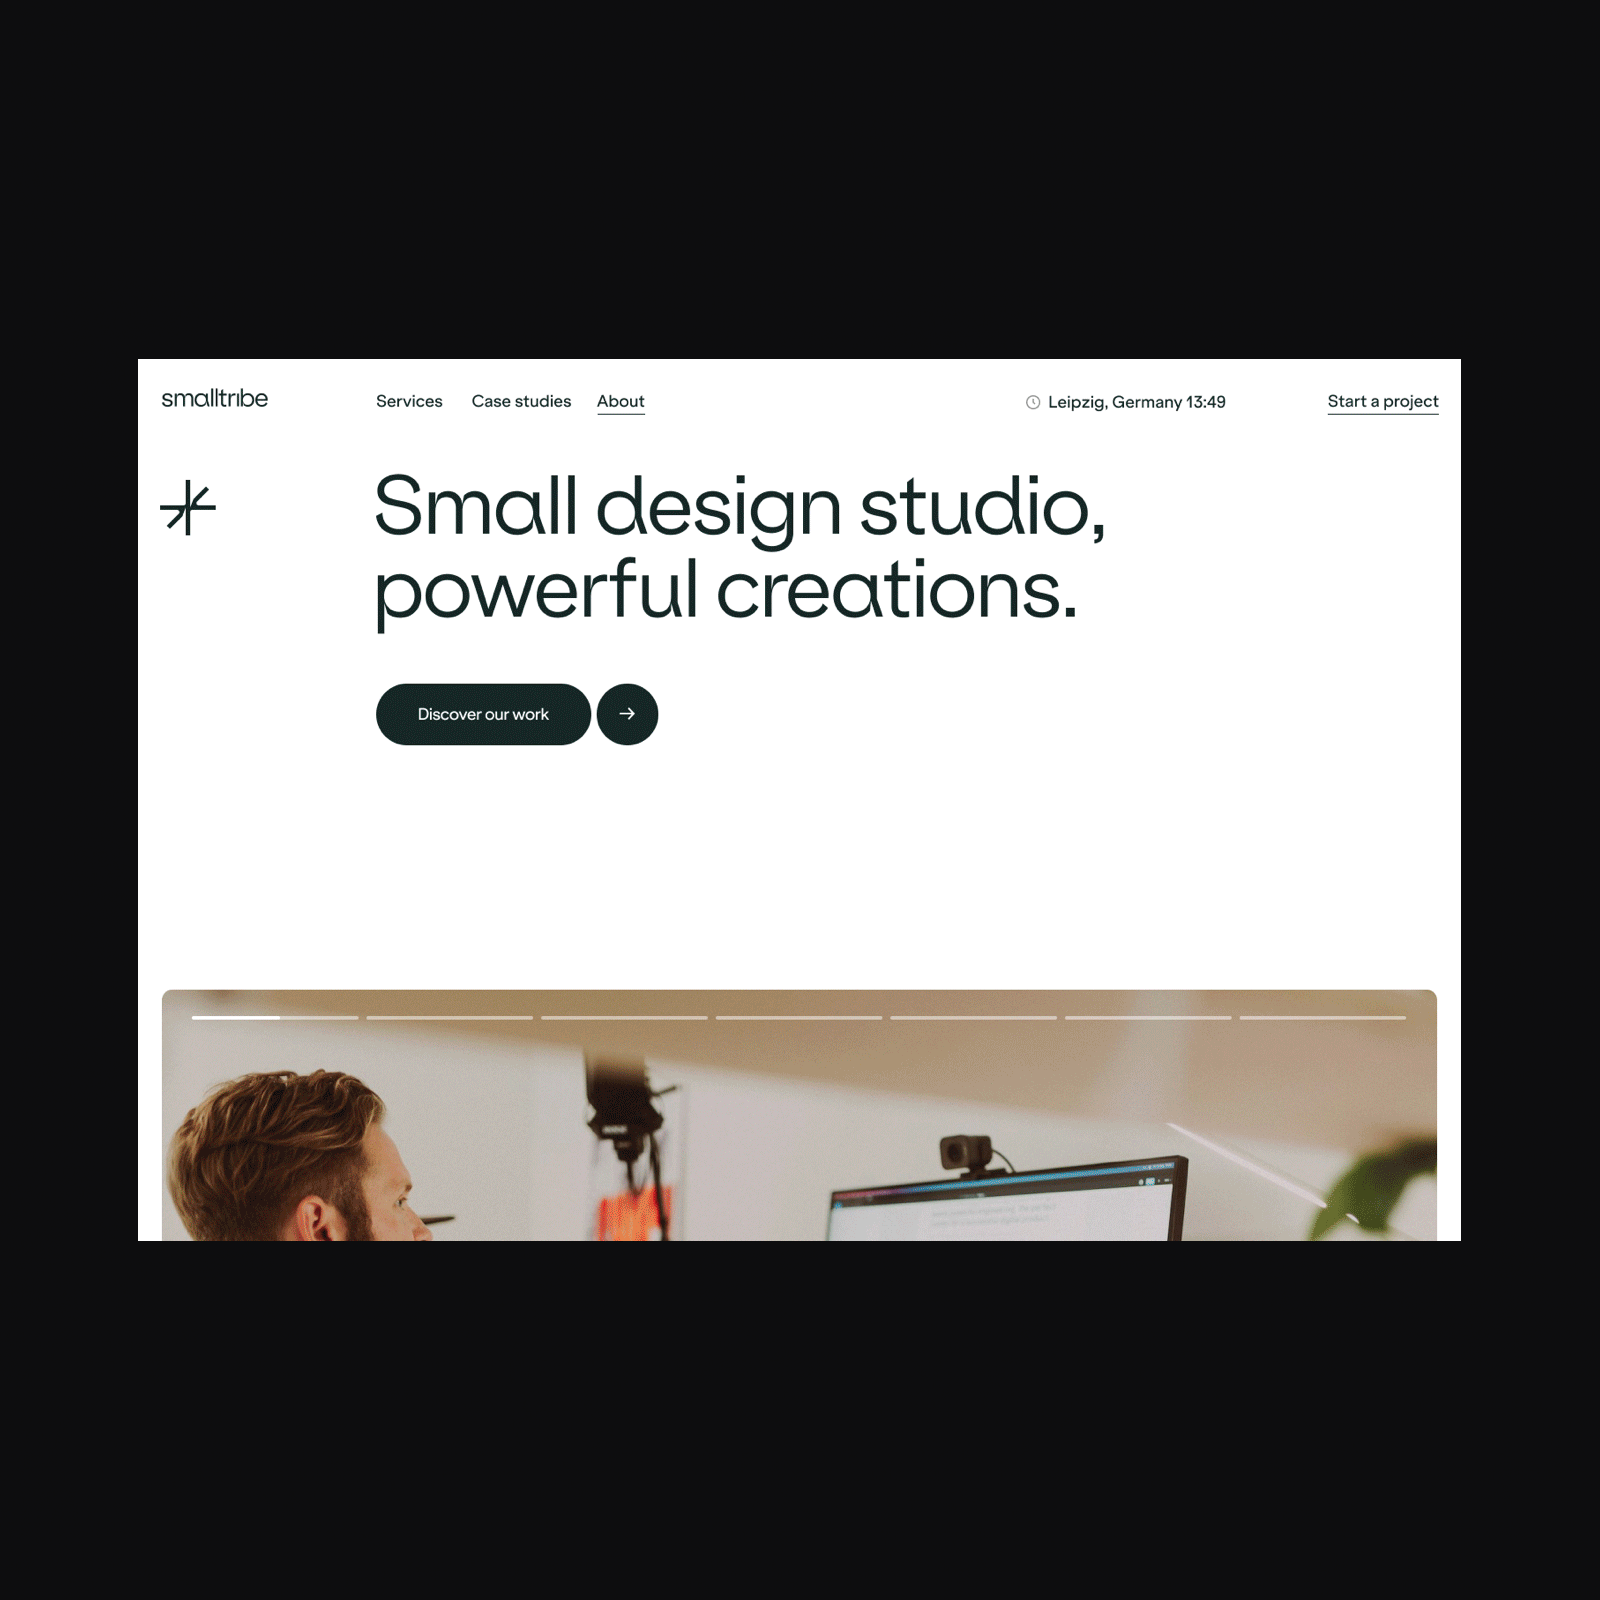 smalltribe
Services
Case studies
About
Leipzig, Germany 13:49
Start a project
Small design studio,
powerful creations.
Discover our work